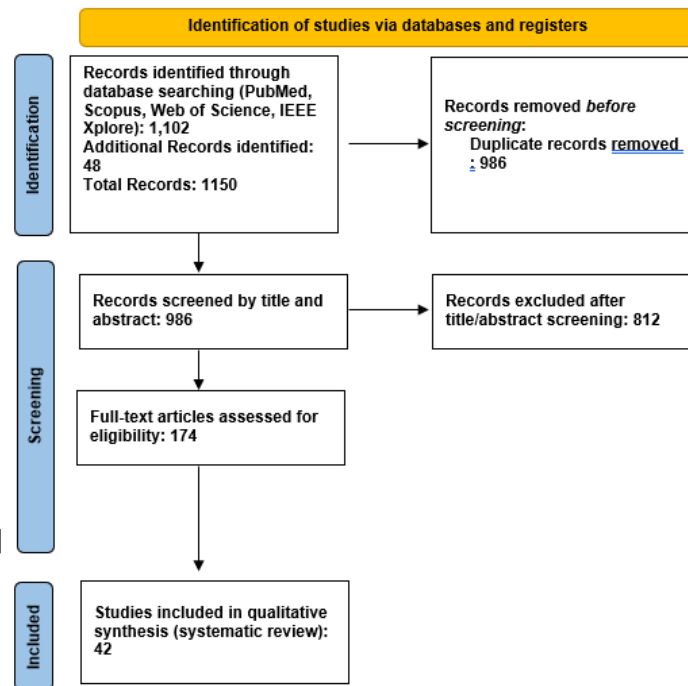 Identification of studies via databases and registers
Identification
Records identified through
database searching (PubMed,
Scopus, Web of Science, IEEE
Xplore): 1,102
Additional Records identified:
48
Total Records: 1150
Records removed before
screening:
Duplicate records removed
: 986
Screening
Records screened by title and
abstract: 986
Records excluded after
title/abstract screening: 812
Full-text articles assessed for
eligibility: 174
Included
Studies included in qualitative
synthesis (systematic review):
42